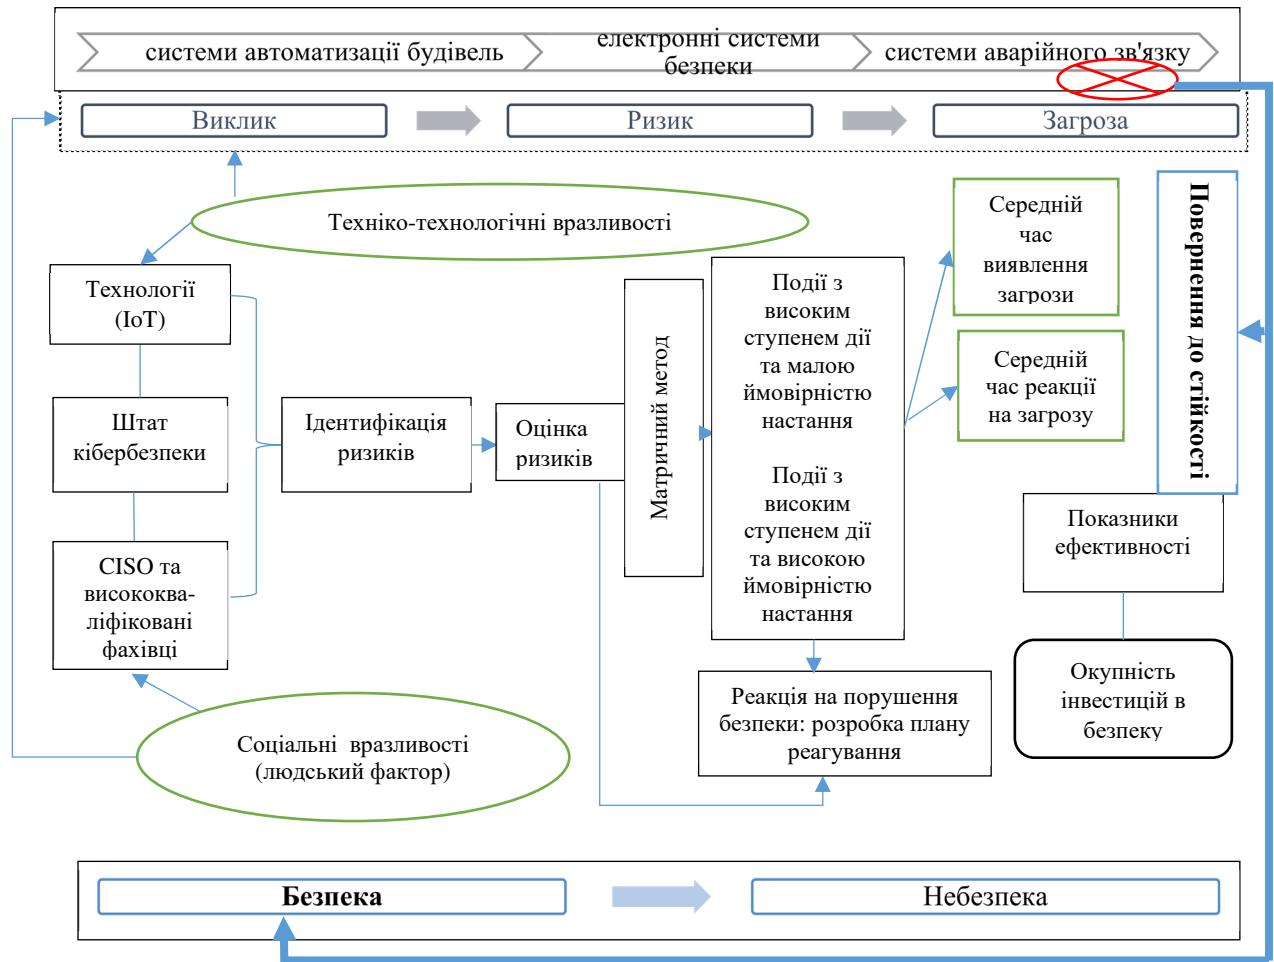 системи автоматизації будівель
електронні системи
безпеки
системи аварійного зв'язку
Виклик
Ризик
Загроза
Техніко-технологічні вразливості
Середній
час
виявлення
загрози
Повернення до стійкості
Технології
(IoT)
Події з
високим
ступенем дії
та малою
ймовірністю
настання
Події з
високим
ступенем дії
та високою
ймовірністю
настання
Матричний метод
Середній
час реакції
на загрозу
Штат
кібербезпеки
Ідентифікація
ризиків
Оцінка
ризиків
Показники
ефективності
CISO та
висококва-
ліфіковані
фахівці
Реакція на порушення
безпеки: розробка плану
реагування
Окупність
інвестицій в
безпеку
Соціальні вразливості
(людський фактор)
Безпека
Небезпека